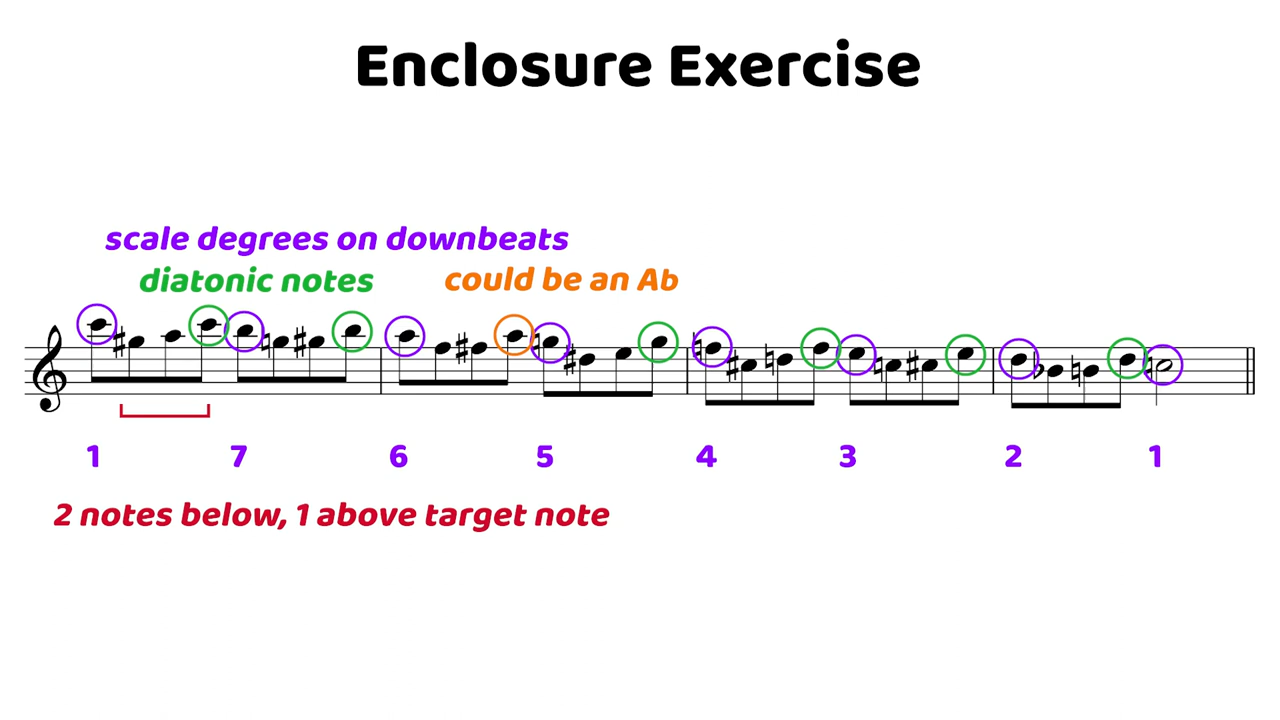 Enclosure Exercise
scale degrees on downbeats
diatonic notes could be an Ab
1 7 6 5 4 3 2 1
2 notes below, 1 above target note